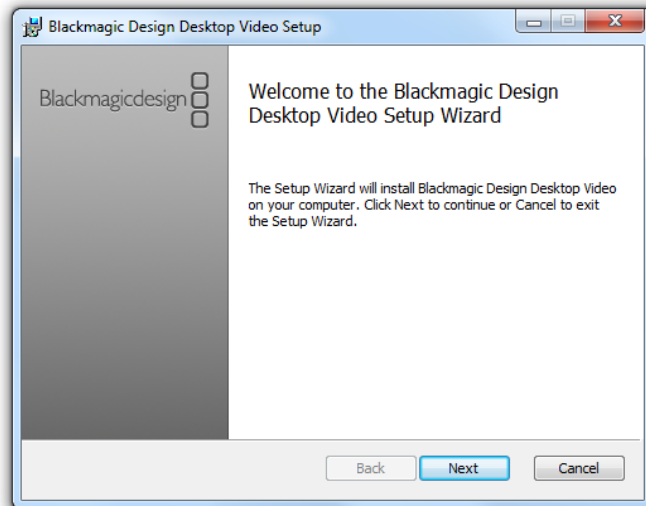 Blackmagic Design Desktop Video Setup
Blackmagicdesign
Welcome to the Blackmagic Design
Desktop Video Setup Wizard
The Setup Wizard will install Blackmagic Design Desktop Video
on your computer. Click Next to continue or Cancel to exit
the Setup Wizard.
Back
Next
Cancel